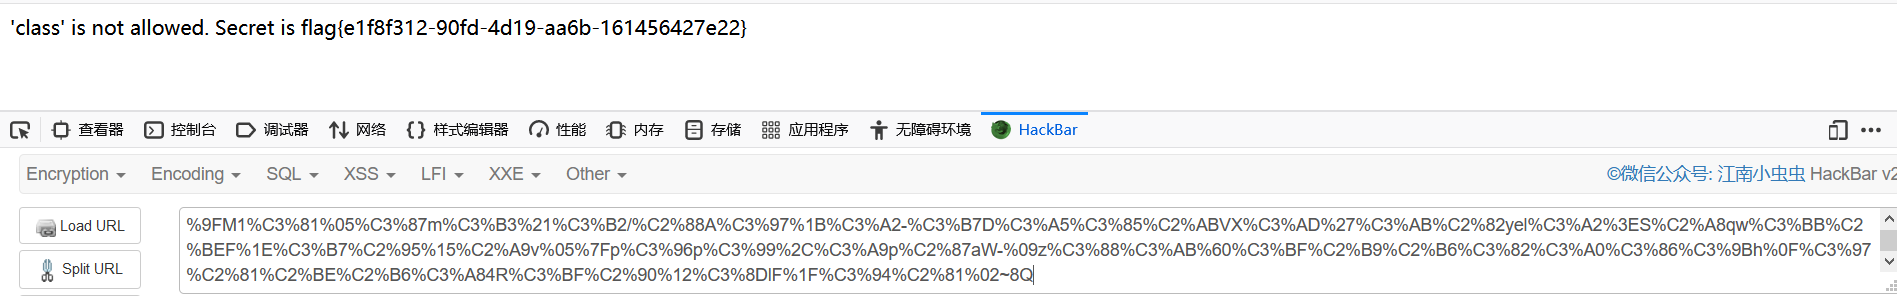 'class' is not allowed. Secret is flag{e1f8f312-90fd-4d19-aa6b-161456427e22}
查看器 控制台 调试器 网络 样式编辑器 性能 内存 存储 应用程序 无障碍环境 HackBar
Encryption Encoding SQL XSS LFI XXE Other ©微信公众号: 江南小虫虫 HackBar v2
Load URL
%9FM1%C3%81%05%C3%87m%C3%B3%21%C3%B2/%C2%88A%C3%97%1B%C3%A2-%C3%B7D%C3%A5%C3%85%C2%ABVX%C3%AD%27%C3%AB%C2%82yel%C3%A2%3ES%C2%A8qw%C3%BB%C2
%BEF%1E%C3%B7%C2%95%15%C2%A9v%05%7Fp%C3%96p%C3%99%2C%C3%A9p%C2%87aW-%09z%C3%88%C3%AB%60%C3%BF%C2%B9%C2%B6%C3%82%C3%A0%C3%86%C3%9Bh%0F%C3%97
Split URL
%C2%81%C2%BE%C2%B6%C3%A84R%C3%BF%C2%90%12%C3%8DlF%1F%C3%94%C2%81%02~8Q